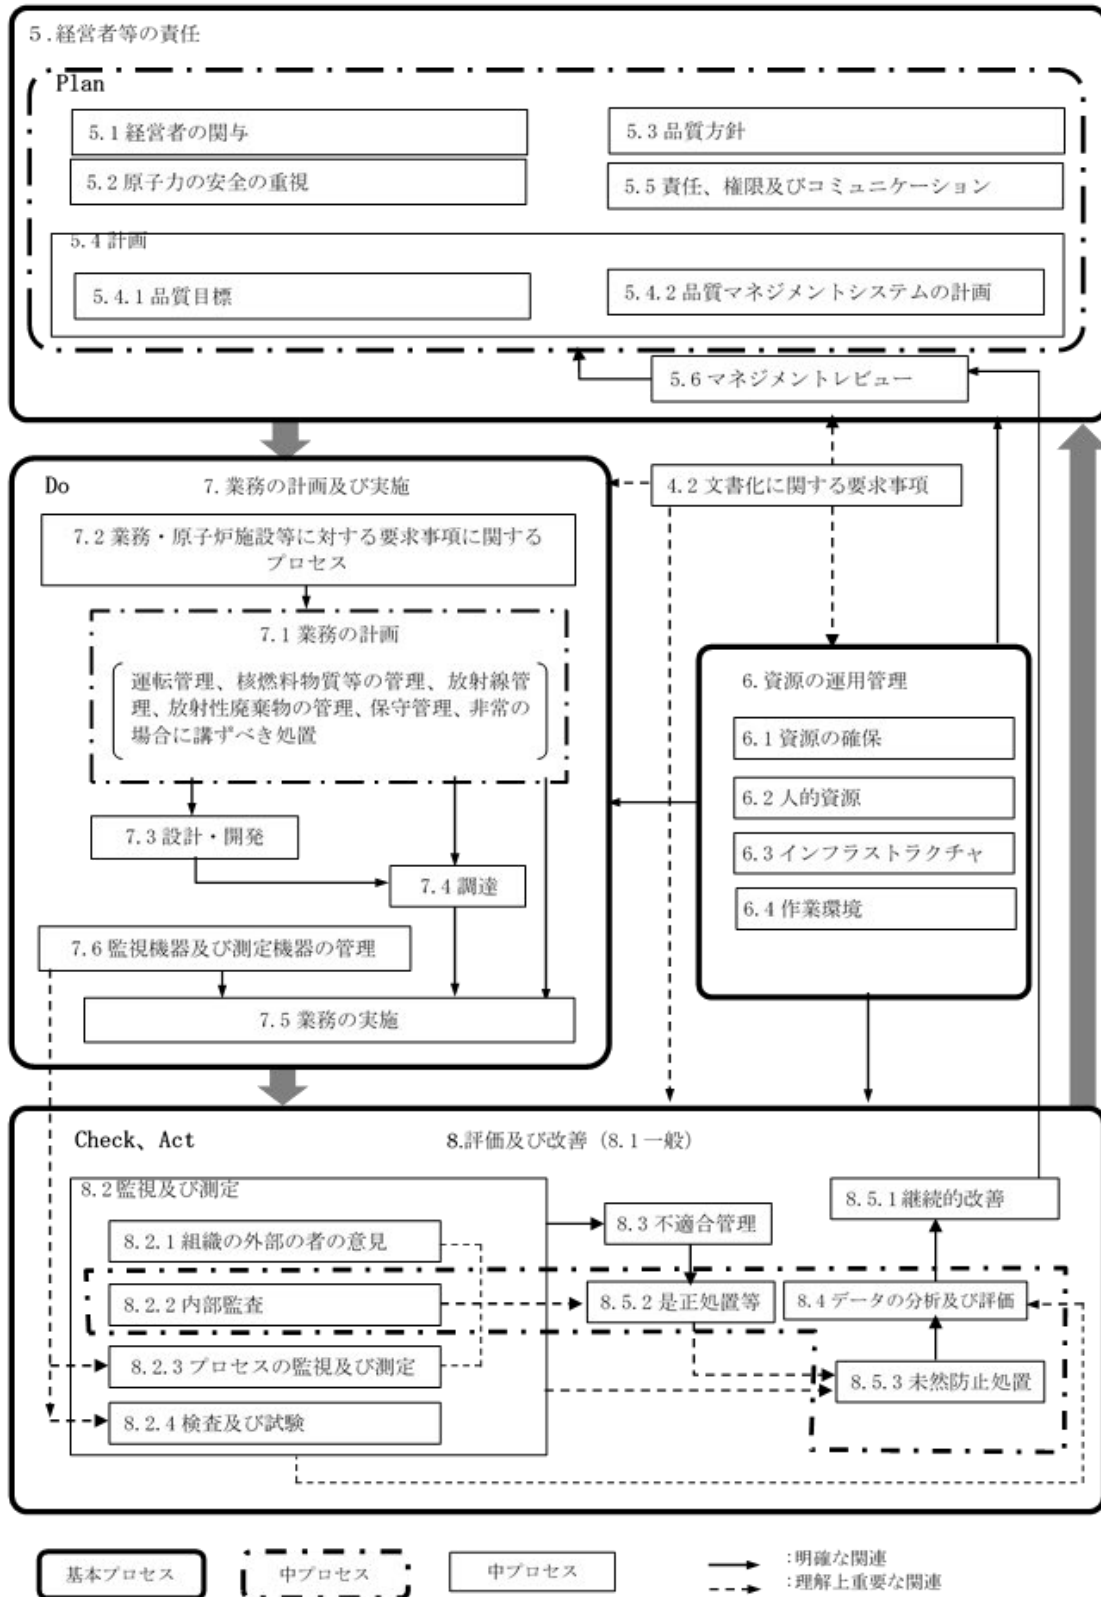 5.経営者等の責任
Plan
5.1 経営者の関与
5.3 品質方針
5.2 原子力の安全の重視
5.5 責任、権限及びコミュニケーション
5.4 計画
5.4.1 品質目標
5.4.2 品質マネジメントシステムの計画
5.6 マネジメントレビュー
Do
7.業務の計画及び実施
4.2 文書化に関する要求事項
7.2 業務・原子炉施設等に対する要求事項に関する
プロセス
7.1 業務の計画
運転管理、核燃料物質等の管理、放射線管
理、放射性廃棄物の管理、保守管理、非常の
場合に講ずべき処置
6.資源の運用管理
6.1 資源の確保
6.2 人的資源
6.3 インフラストラクチャ
6.4 作業環境
7.3 設計・開発
7.4 調達
7.6 監視機器及び測定機器の管理
7.5 業務の実施
Check、Act
8.評価及び改善（8.1 一般）
8.2 監視及び測定
8.2.1 組織の外部の者の意見
8.2.2 内部監査
8.2.3 プロセスの監視及び測定
8.2.4 検査及び試験
8.3 不適合管理
8.5.2 是正処置等
8.5.1 継続的改善
8.4 データの分析及び評価
8.5.3 未然防止処置
基本プロセス
中プロセス
中プロセス
:明確な関連
:理解上重要な関連